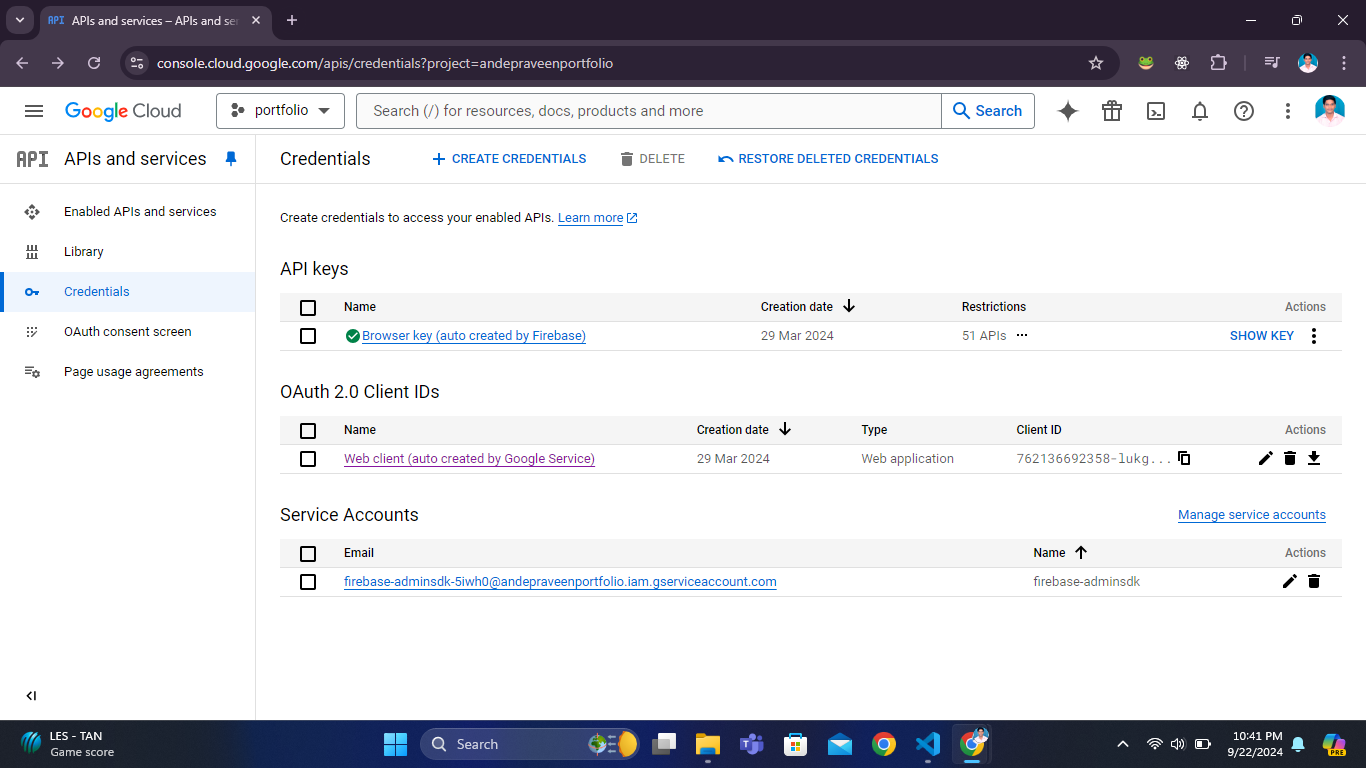 API APIs and services – APIs and se
console.cloud.google.com/apis/credentials?project=andepraveenportfolio
Google Cloud
portfolio
Search (/) for resources, docs, products and more
Search
API APIs and services
Credentials
CREATE CREDENTIALS
DELETE
RESTORE DELETED CREDENTIALS
Enabled APIs and services
Library
Credentials
OAuth consent screen
Page usage agreements
Create credentials to access your enabled APIs. Learn more
API keys
Name Creation date Restrictions Actions
Browser key (auto created by Firebase) 29 Mar 2024 51 APIs SHOW KEY
OAuth 2.0 Client IDs
Name Creation date Type Client ID Actions
Web client (auto created by Google Service) 29 Mar 2024 Web application 762136692358-lukg...
Service Accounts Manage service accounts
Email Name Actions
firebase-adminsdk-5iwh0@andepraveenportfolio.iam.gserviceaccount.com firebase-adminsdk
LES - TAN
Game score
Search
10:41 PM
9/22/2024
PRE